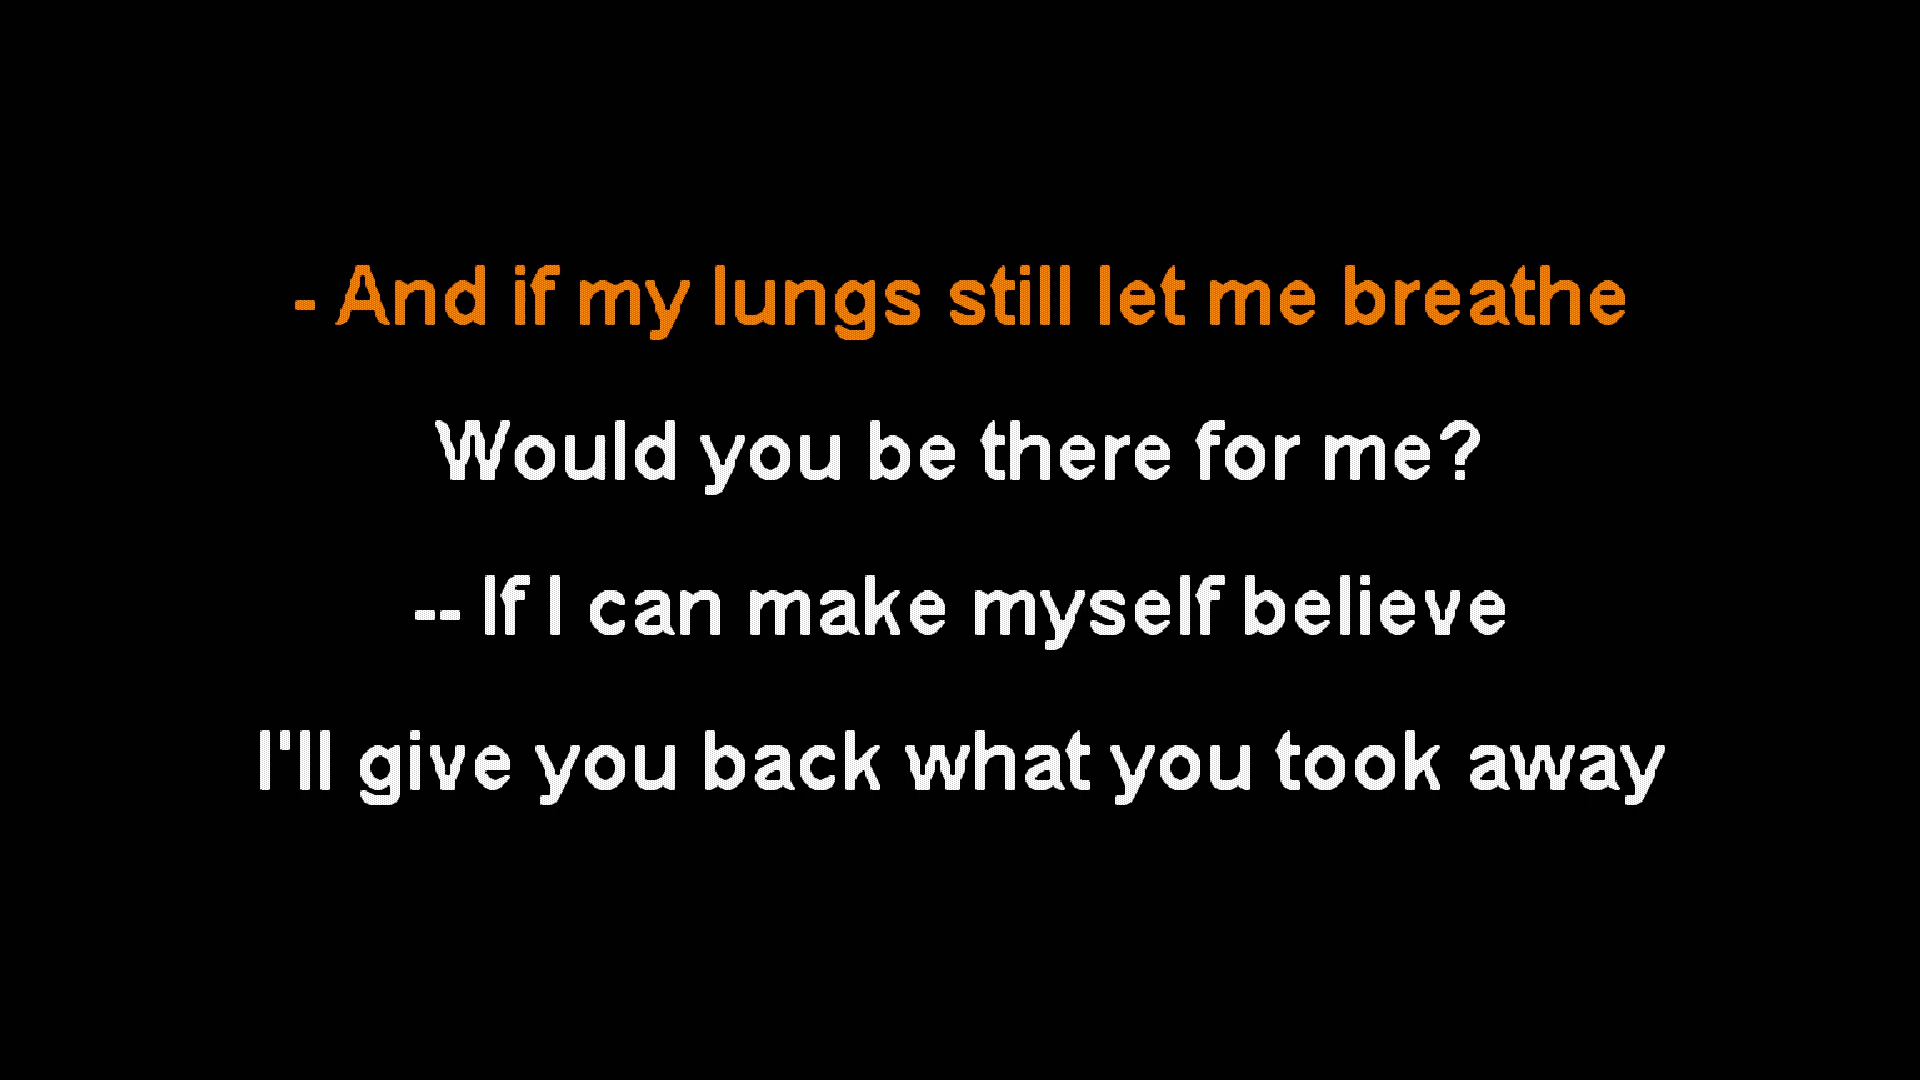 - And if my lungs still let me breathe
Would you be there for me?
-- If I can make myself believe
I'll give you back what you took away